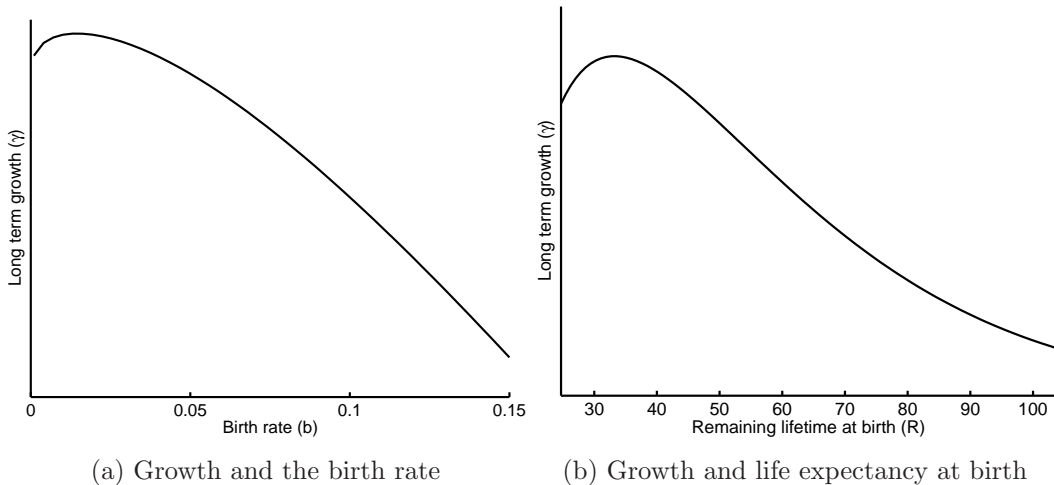 Long term growth (γ)
0
0.05
0.1
0.15
Birth rate (b)
(a) Growth and the birth rate
Long term growth (γ)
30
40
50
60
70
80
90
100
Remaining lifetime at birth (R)
(b) Growth and life expectancy at birth